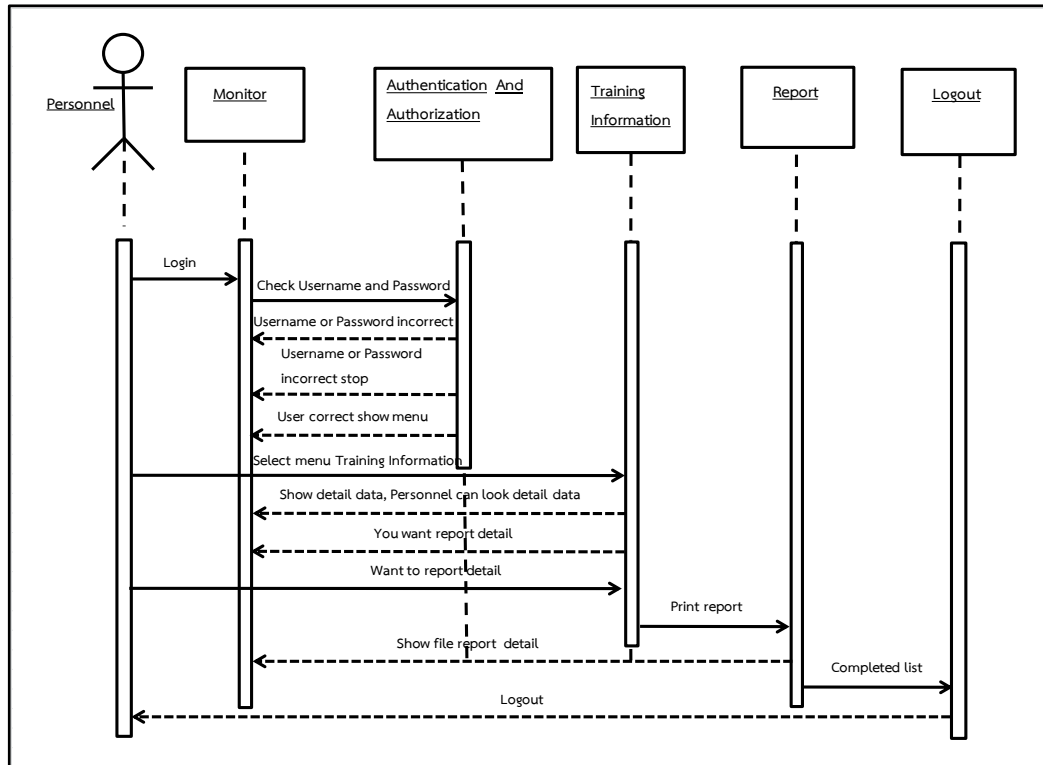 Personnel
Monitor
Authentication And
Authorization
Training
Information
Report
Logout
Login
Check Username and Password
Username or Password incorrect
Username or Password
incorrect stop
User correct show menu
Select menu Training Information
Show detail data, Personnel can look detail data
You want report detail
Want to report detail
Print report
Show file report detail
Completed list
Logout